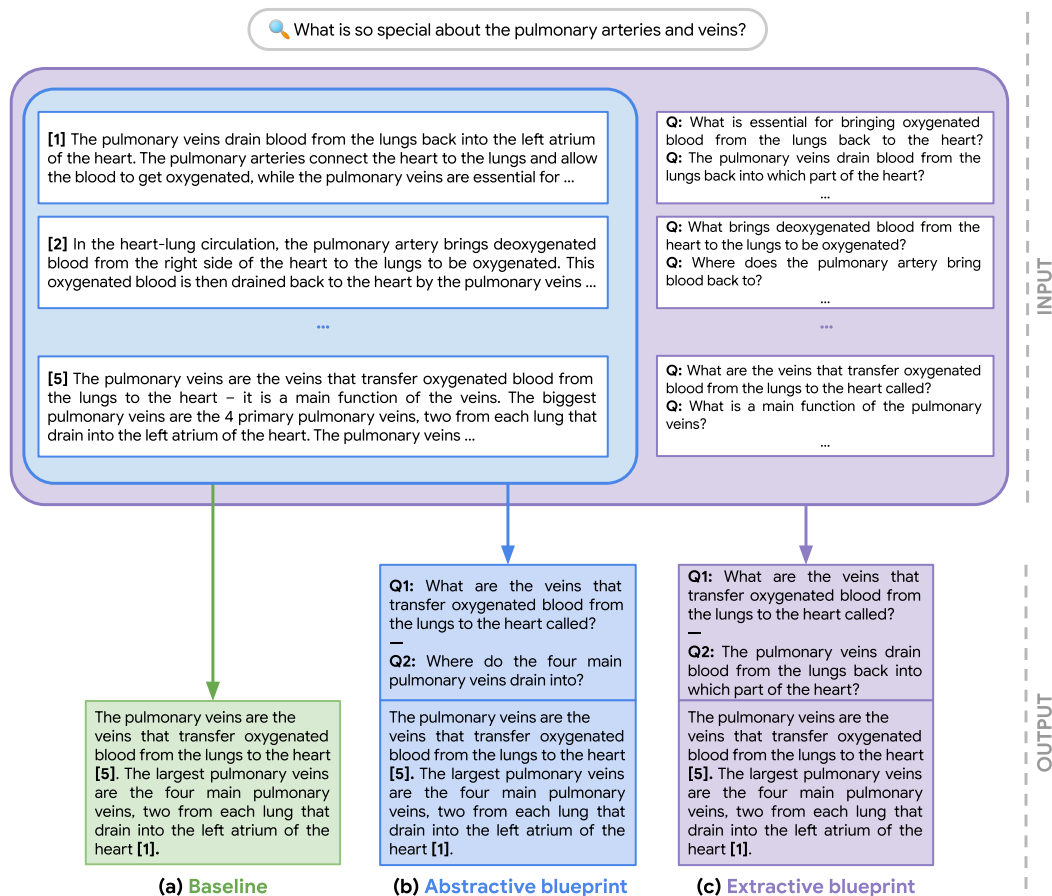 What is so special about the pulmonary arteries and veins?
[1] The pulmonary veins drain blood from the lungs back into the left atrium
of the heart. The pulmonary arteries connect the heart to the lungs and allow
the blood to get oxygenated, while the pulmonary veins are essential for ...
Q: What is essential for bringing oxygenated
blood from the lungs back to the heart?
Q: The pulmonary veins drain blood from the
lungs back into which part of the heart?
...
[2] In the heart-lung circulation, the pulmonary artery brings deoxygenated
blood from the right side of the heart to the lungs to be oxygenated. This
oxygenated blood is then drained back to the heart by the pulmonary veins ...
Q: What brings deoxygenated blood from the
heart to the lungs to be oxygenated?
Q: Where does the pulmonary artery bring
blood back to?
...
...
...
[5] The pulmonary veins are the veins that transfer oxygenated blood from
the lungs to the heart – it is a main function of the veins. The biggest
pulmonary veins are the 4 primary pulmonary veins, two from each lung that
drain into the left atrium of the heart. The pulmonary veins ...
Q: What are the veins that transfer oxygenated
blood from the lungs to the heart called?
Q: What is a main function of the pulmonary
veins?
...
INPUT
The pulmonary veins are the
veins that transfer oxygenated
blood from the lungs to the heart
[5]. The largest pulmonary veins
are the four main pulmonary
veins, two from each lung that
drain into the left atrium of the
heart [1].
(a) Baseline
Q1: What are the veins that
transfer oxygenated blood from
the lungs to the heart called?
—
Q2: Where do the four main
pulmonary veins drain into?
The pulmonary veins are the
veins that transfer oxygenated
blood from the lungs to the heart
[5]. The largest pulmonary veins
are the four main pulmonary
veins, two from each lung that
drain into the left atrium of the
heart [1].
(b) Abstractive blueprint
Q1: What are the veins that
transfer oxygenated blood from
the lungs to the heart called?
—
Q2: The pulmonary veins drain
blood from the lungs back into
which part of the heart?
The pulmonary veins are the
veins that transfer oxygenated
blood from the lungs to the heart
[5]. The largest pulmonary veins
are the four main pulmonary
veins, two from each lung that
drain into the left atrium of the
heart [1].
(c) Extractive blueprint
OUTPUT